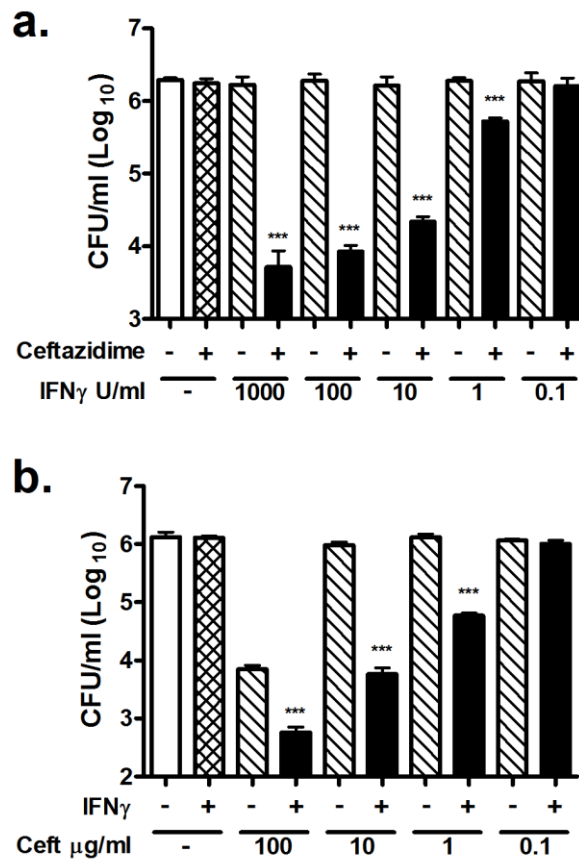 a.
CFU/ml (Log10)
7
6
5
4
3
*** *** *** ***
Ceftazidime - + - + - + - + - + - +
IFNγ U/ml - 1000 100 10 1 0.1
b.
CFU/ml (Log10)
7
6
5
4
3
2
*** *** ***
IFNγ - + - + - + - + - +
Ceft μg/ml - 100 10 1 0.1